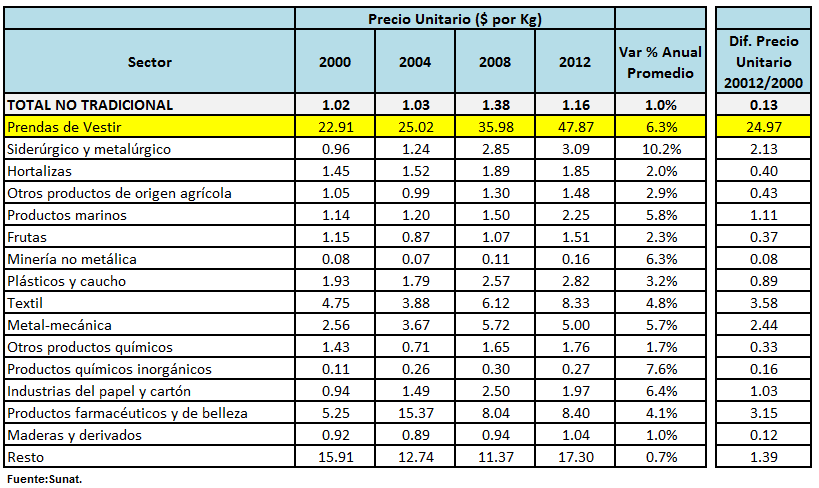 Precio Unitario ($ por Kg)
Sector 2000 2004 2008 2012 Var % Anual Promedio Dif. Precio Unitario 20012/2000
TOTAL NO TRADICIONAL 1.02 1.03 1.38 1.16 1.0% 0.13
Prendas de Vestir 22.91 25.02 35.98 47.87 6.3% 24.97
Siderúrgico y metalúrgico 0.96 1.24 2.85 3.09 10.2% 2.13
Hortalizas 1.45 1.52 1.89 1.85 2.0% 0.40
Otros productos de origen agrícola 1.05 0.99 1.30 1.48 2.9% 0.43
Productos marinos 1.14 1.20 1.50 2.25 5.8% 1.11
Frutas 1.15 0.87 1.07 1.51 2.3% 0.37
Minería no metálica 0.08 0.07 0.11 0.16 6.3% 0.08
Plásticos y caucho 1.93 1.79 2.57 2.82 3.2% 0.89
Textil 4.75 3.88 6.12 8.33 4.8% 3.58
Metal-mecánica 2.56 3.67 5.72 5.00 5.7% 2.44
Otros productos químicos 1.43 0.71 1.65 1.76 1.7% 0.33
Productos químicos inorgánicos 0.11 0.26 0.30 0.27 7.6% 0.16
Industrias del papel y cartón 0.94 1.49 2.50 1.97 6.4% 1.03
Productos farmacéuticos y de belleza 5.25 15.37 8.04 8.40 4.1% 3.15
Maderas y derivados 0.92 0.89 0.94 1.04 1.0% 0.12
Resto 15.91 12.74 11.37 17.30 0.7% 1.39
Fuente:Sunat.